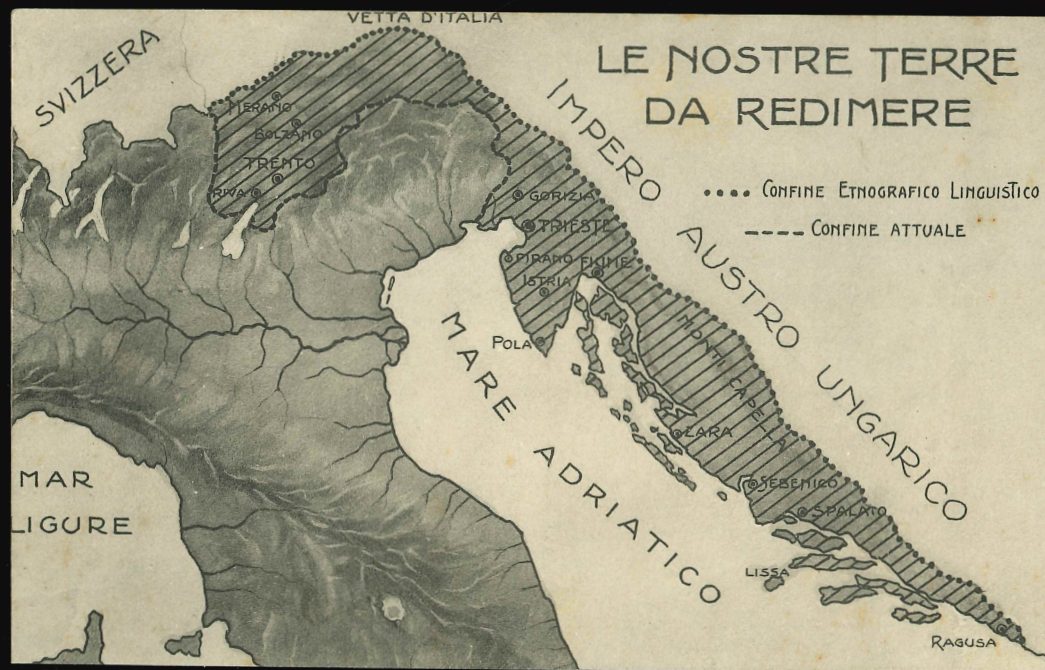 VETTA D'ITALIA
SVIZZERA
LE NOSTRE TERRE
DA REDIMERE
IMPERO AUSTRO UNGARICO
•••• CONFINE ETNOGRAFICO LINGUISTICO
---- CONFINE ATTUALE
MERANO
BOLZANO
TRENTO
RIVA
GORIZIA
TRIESTE
PIRANO
FIUME
ISTRIA
POLA
MARE ADRIATICO
MONTI CAPELLA
ZARA
SEBENICO
SPALATO
LISSA
RAGUSA
MAR
LIGURE